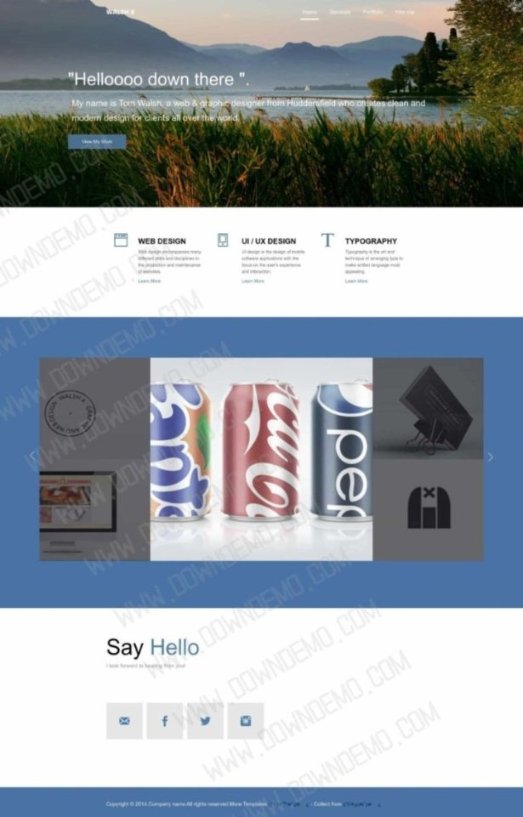 WALSH X
Home Services Portfolio Hire me
"Helloooo down there ".
My name is Tom Walsh, a web & graphic designer from Huddersfield who creates clean and
modern design for clients all over the world.
View My Work
WEB DESIGN
Web design encompasses many
different skills and disciplines in
the production and maintenance
of websites.
Learn More
UI / UX DESIGN
UI design is the design of mobile
software applications with the
focus on the user's experience
and interaction.
Learn More
TYPOGRAPHY
Typography is the art and
technique of arranging type to
make written language most
appealing.
Learn More
Say Hello
I look forward to hearing from you!
Copyright © 2014.Company name All rights reserved.More Templates - Collect from
WWW.DOWNDEMO.COM